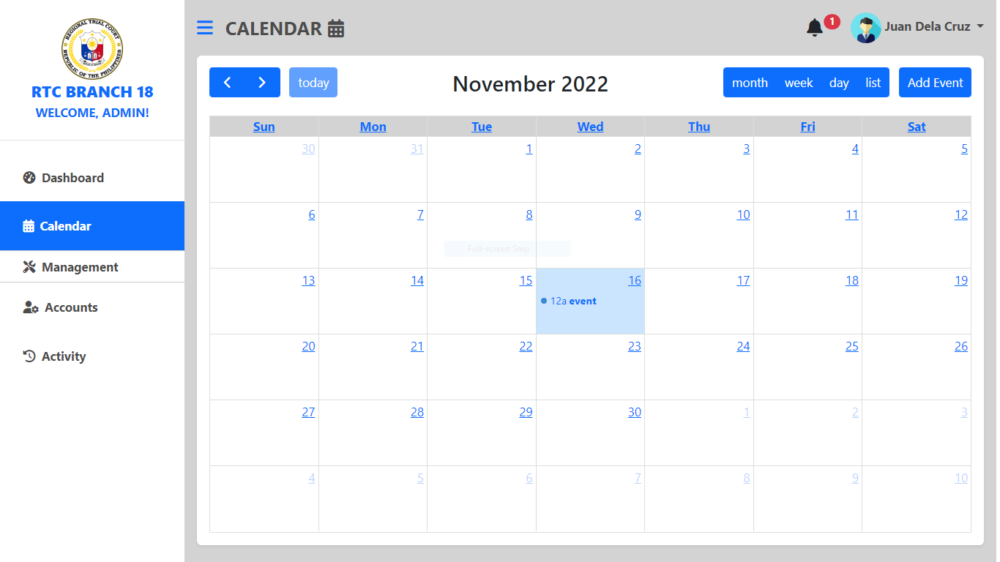 REGIONAL TRIAL COURT
REPUBLIC OF THE PHILIPPINES
RTC BRANCH 18
WELCOME, ADMIN!
Dashboard
Calendar
Management
Accounts
Activity
CALENDAR
1
Juan Dela Cruz
today
November 2022
month week day list
Add Event
Sun Mon Tue Wed Thu Fri Sat
30 31 1 2 3 4 5
6 7 8 9 10 11 12
Full-screen Snip
13 14 15 16 17 18 19
12a event
20 21 22 23 24 25 26
27 28 29 30 1 2 3
4 5 6 7 8 9 10